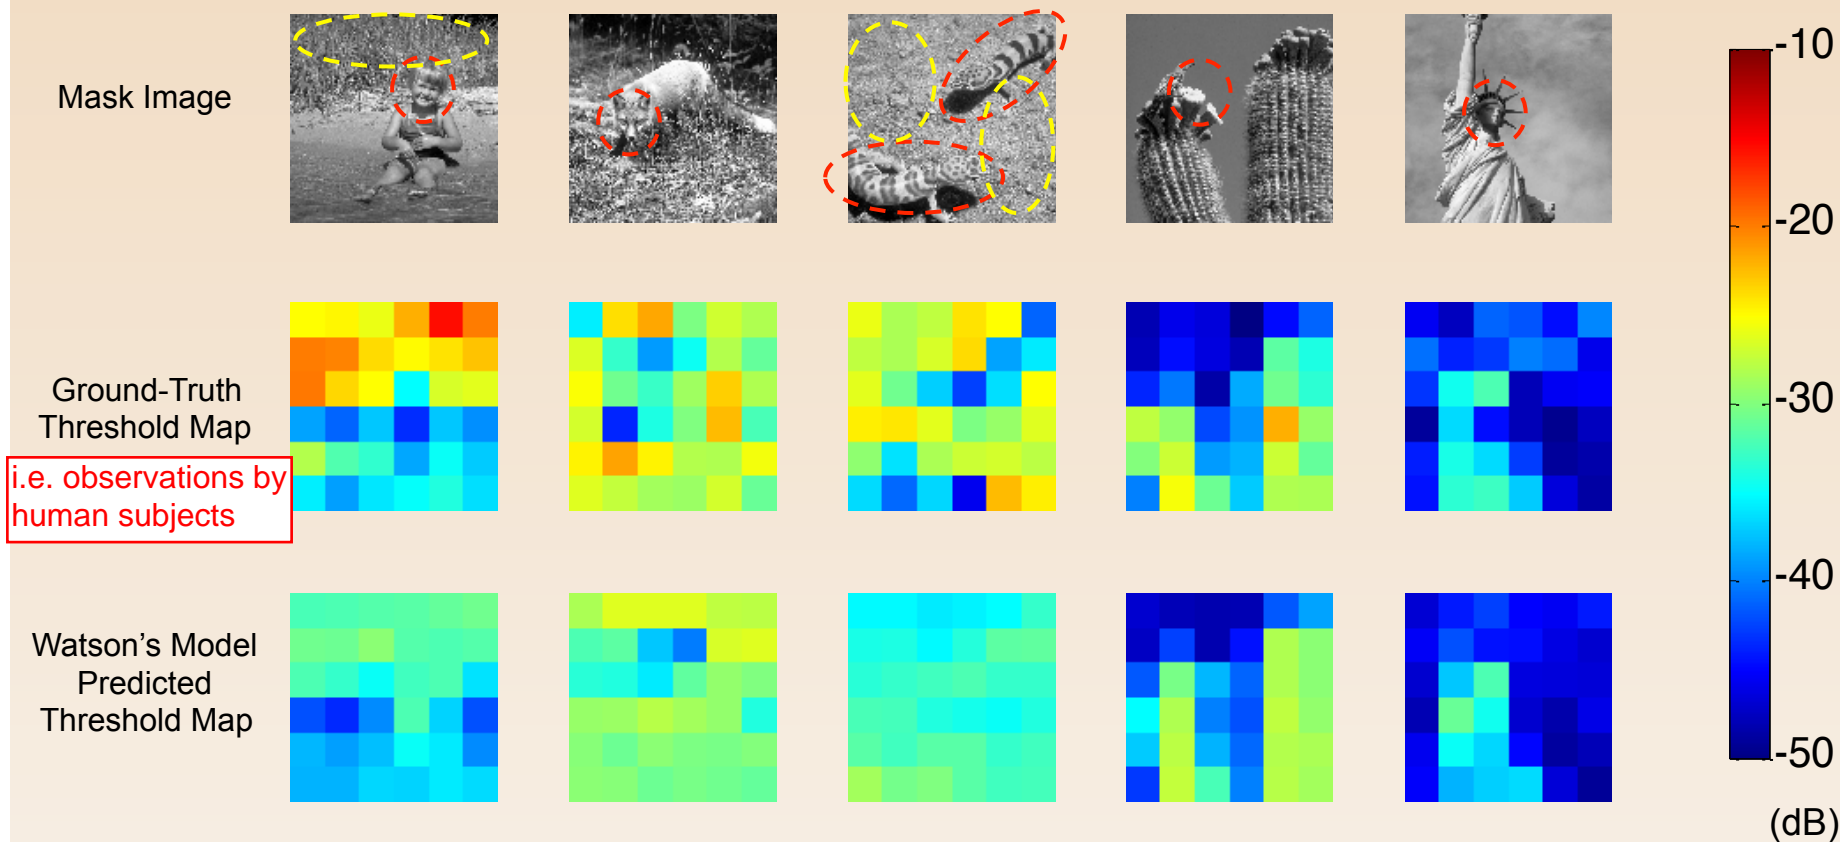 Mask Image
Ground-Truth
Threshold Map
i.e. observations by
human subjects
Watson's Model
Predicted
Threshold Map
-10
-20
-30
-40
-50
(dB)